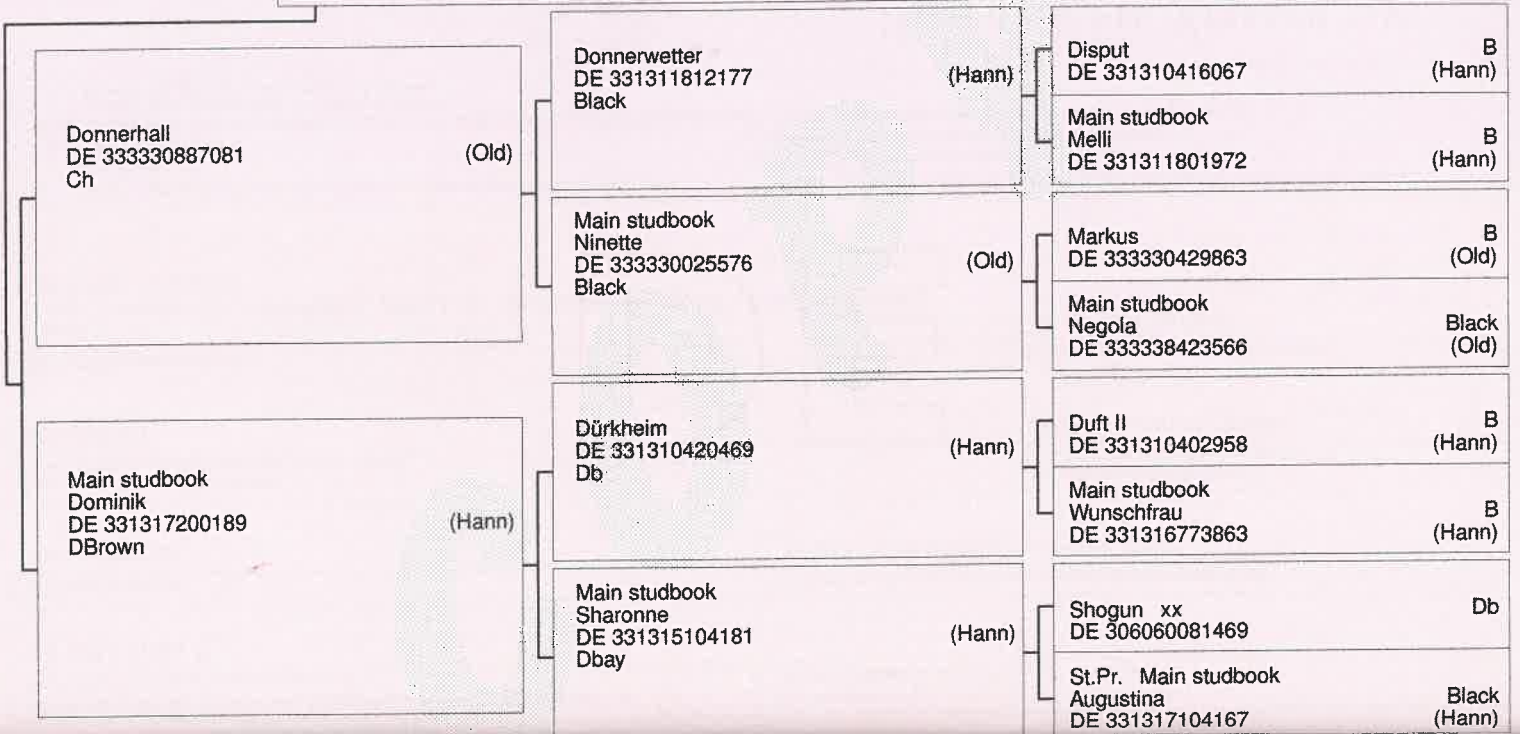 Donnerhall
DE 333330887081 (Old)
Ch
Main studbook
Dominik
DE 331317200189 (Hann)
DBrown
Donnerwetter
DE 331311812177 (Hann)
Black
Main studbook
Ninette
DE 333330025576 (Old)
Black
Dürkheim
DE 331310420469 (Hann)
Db
Main studbook
Sharonne
DE 331315104181 (Hann)
Dbay
Disput B
DE 331310416067 (Hann)
Main studbook
Melli B
DE 331311801972 (Hann)
Markus B
DE 333330429863 (Old)
Main studbook
Negola Black
DE 333338423566 (Old)
Duft II B
DE 331310402958 (Hann)
Main studbook
Wunschfrau B
DE 331316773863 (Hann)
Shogun xx Db
DE 306060081469
St.Pr. Main studbook
Augustina Black
DE 331317104167 (Hann)